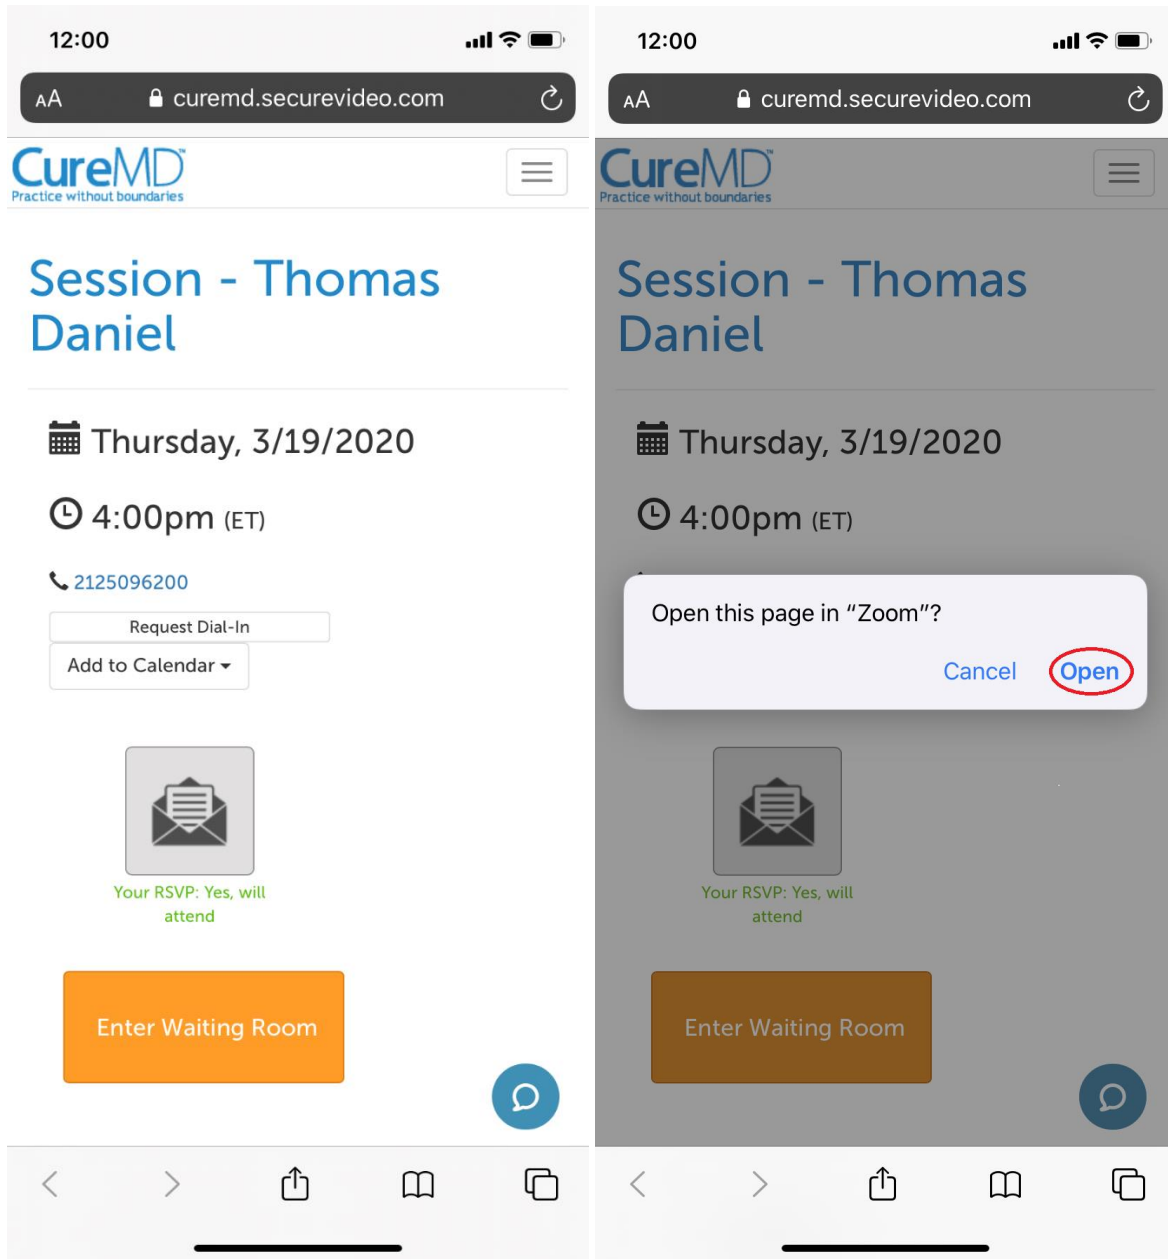 12:00
AA curemd.securevideo.com
CureMD™
Practice without boundaries
Session - Thomas
Daniel
Thursday, 3/19/2020
4:00pm (ET)
2125096200
Request Dial-In
Add to Calendar
Your RSVP: Yes, will
attend
Enter Waiting Room
12:00
AA curemd.securevideo.com
CureMD™
Practice without boundaries
Session - Thomas
Daniel
Thursday, 3/19/2020
4:00pm (ET)
Open this page in “Zoom”?
Cancel Open
Your RSVP: Yes, will
attend
Enter Waiting Room